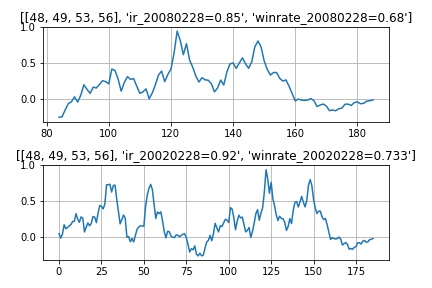 [[48, 49, 53, 56], 'ir_20080228=0.85', 'winrate_20080228=0.68']
1.0
0.5
0.0
80 100 120 140 160 180
[[48, 49, 53, 56], 'ir_20020228=0.92', 'winrate_20020228=0.733']
1.0
0.5
0.0
0 25 50 75 100 125 150 175